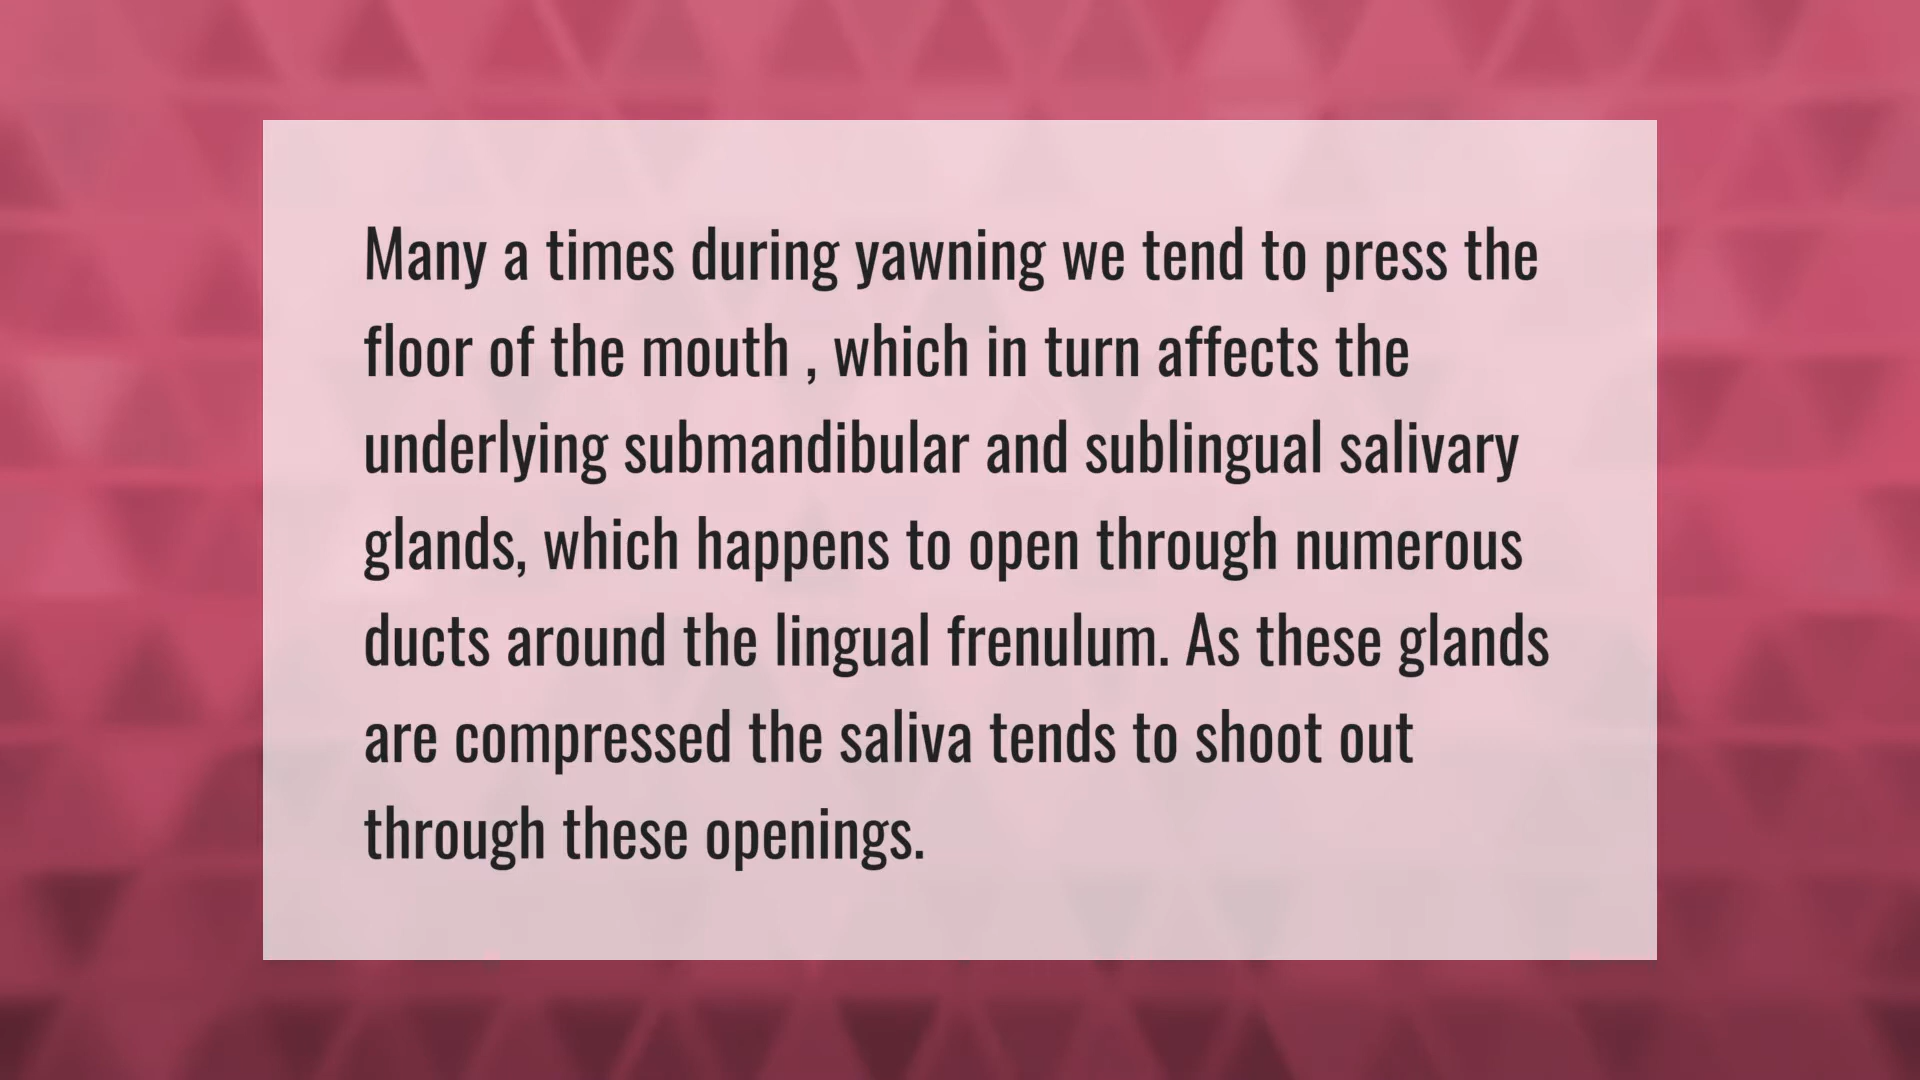 Many a times during yawning we tend to press the
floor of the mouth , which in turn affects the
underlying submandibular and sublingual salivary
glands, which happens to open through numerous
ducts around the lingual frenulum. As these glands
are compressed the saliva tends to shoot out
through these openings.